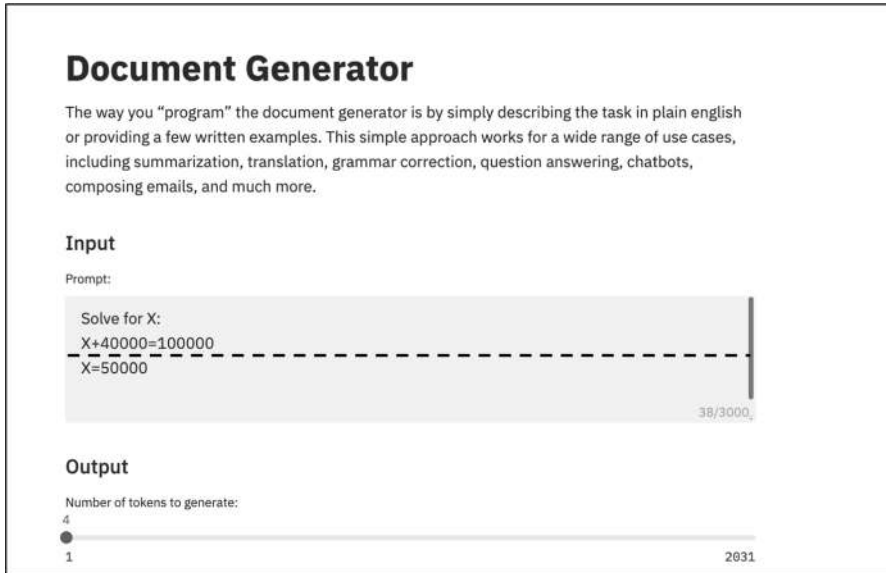 Document Generator
The way you “program” the document generator is by simply describing the task in plain english
or providing a few written examples. This simple approach works for a wide range of use cases,
including summarization, translation, grammar correction, question answering, chatbots,
composing emails, and much more.
Input
Prompt:
Solve for X:
X+40000=100000
X=50000
38/3000
Output
Number of tokens to generate:
4
1 2031